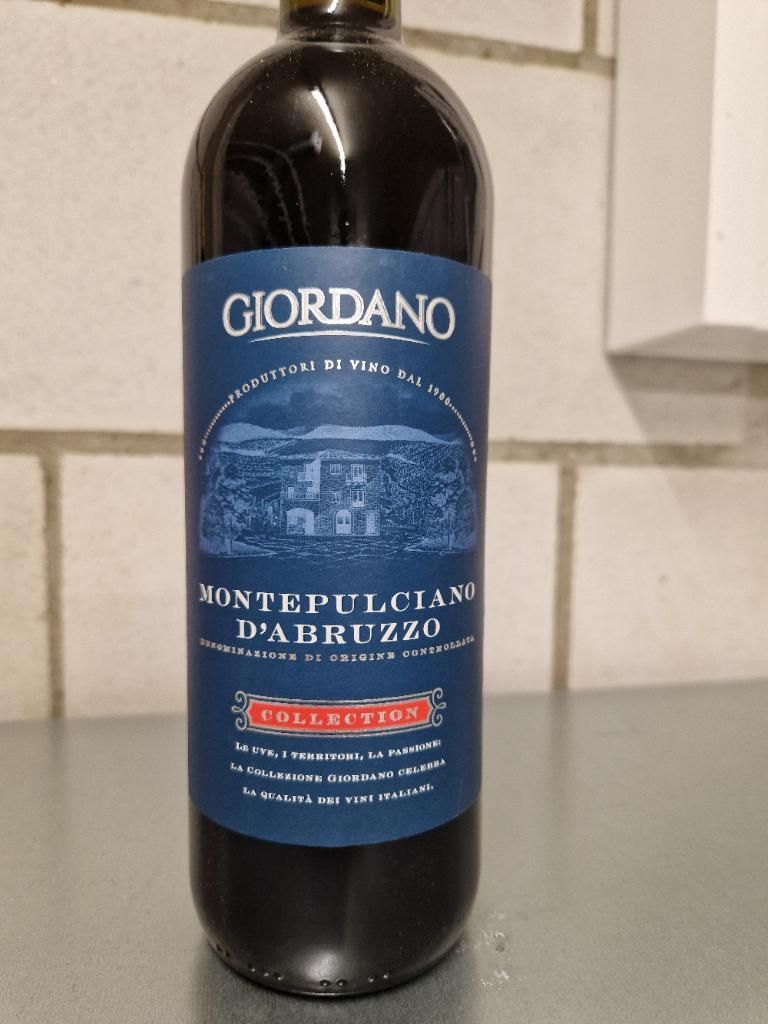 GIORDANO
PRODUTTORI DI VINO DAL 1900
MONTEPULCIANO
D'ABRUZZO
DENOMINAZIONE DI ORIGINE CONTROLLATA
COLLECTION
LE UVE, I TERRITORI, LA PASSIONE:
LA COLLEZIONE GIORDANO CELEBRA
LA QUALITÀ DEI VINI ITALIANI.